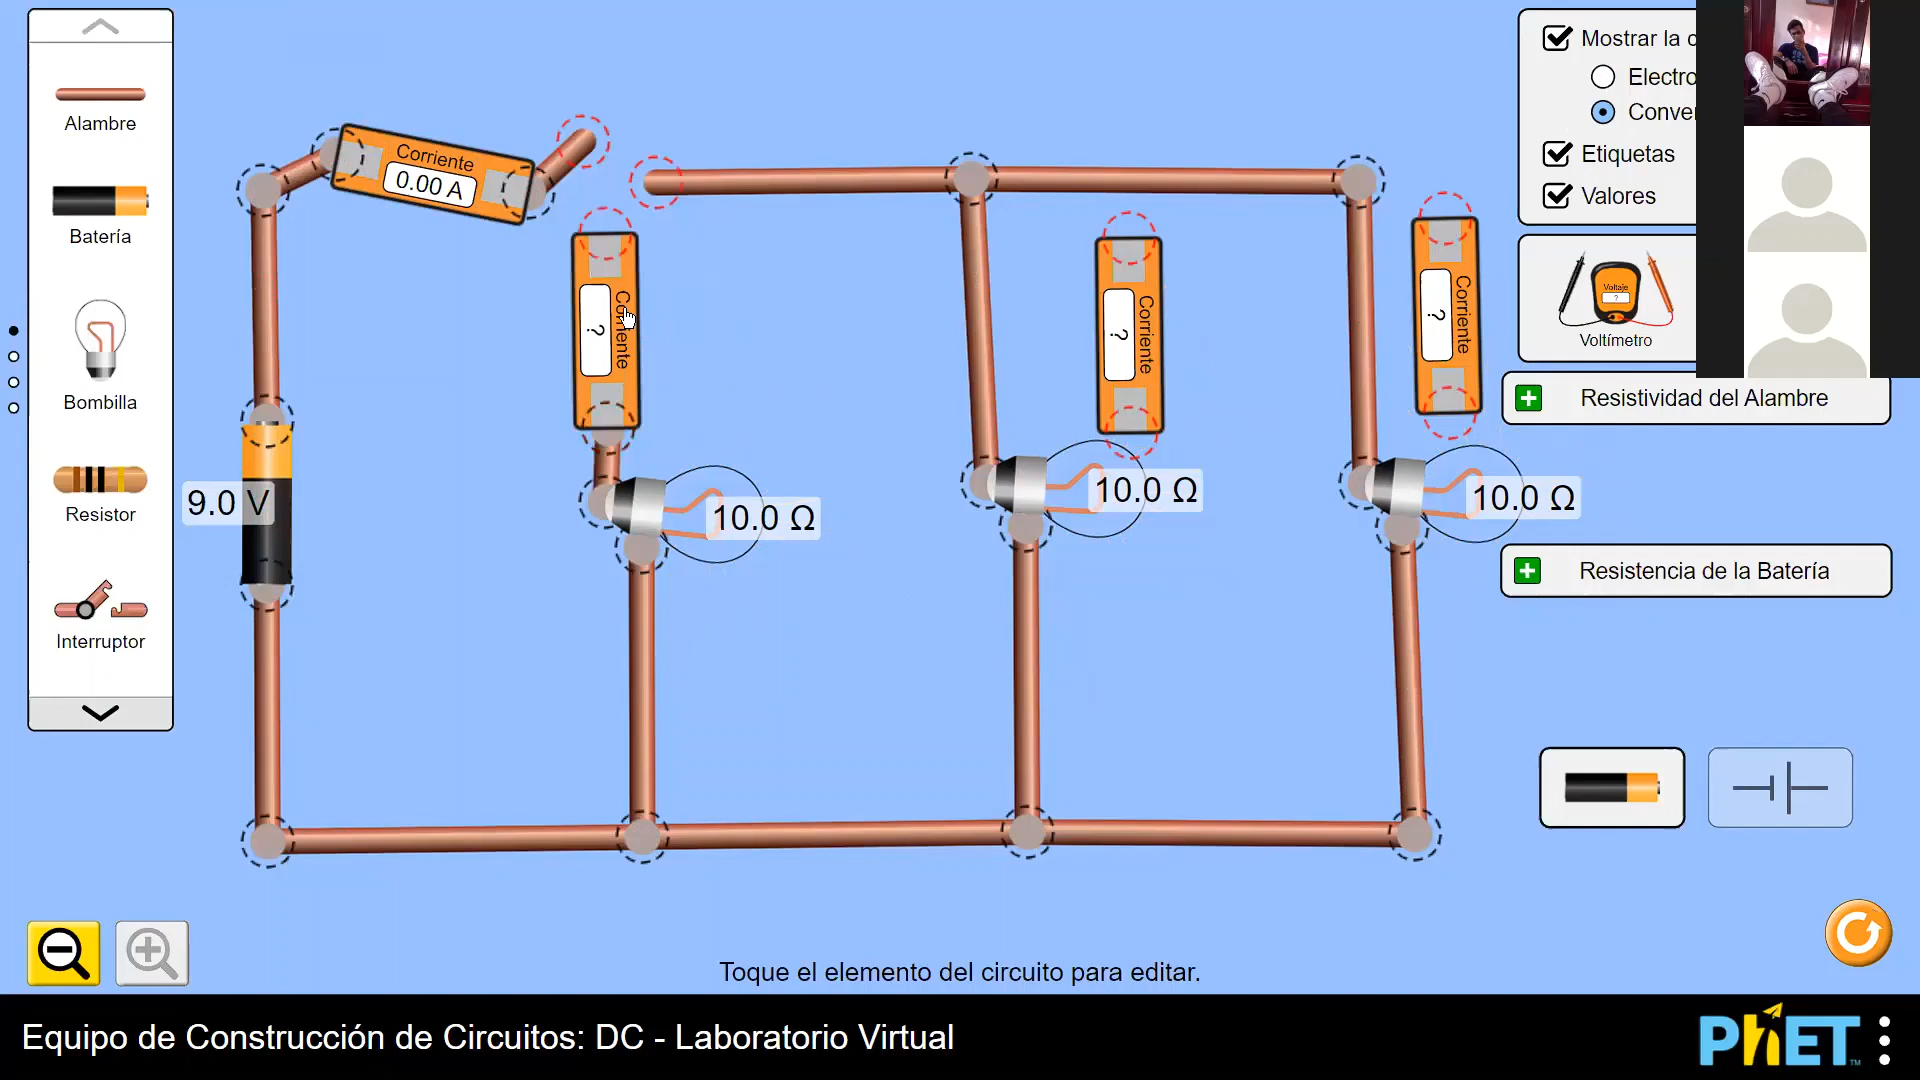 Alambre
Batería
Bombilla
Resistor
Interruptor
Corriente
0.00 A
Corriente
?
Corriente
?
Corriente
?
9.0 V
10.0 Ω
10.0 Ω
10.0 Ω
Mostrar la c
Electro
Conve
Etiquetas
Valores
Voltaje
?
Voltímetro
Resistividad del Alambre
Resistencia de la Batería
Toque el elemento del circuito para editar.
Equipo de Construcción de Circuitos: DC - Laboratorio Virtual
PhET™